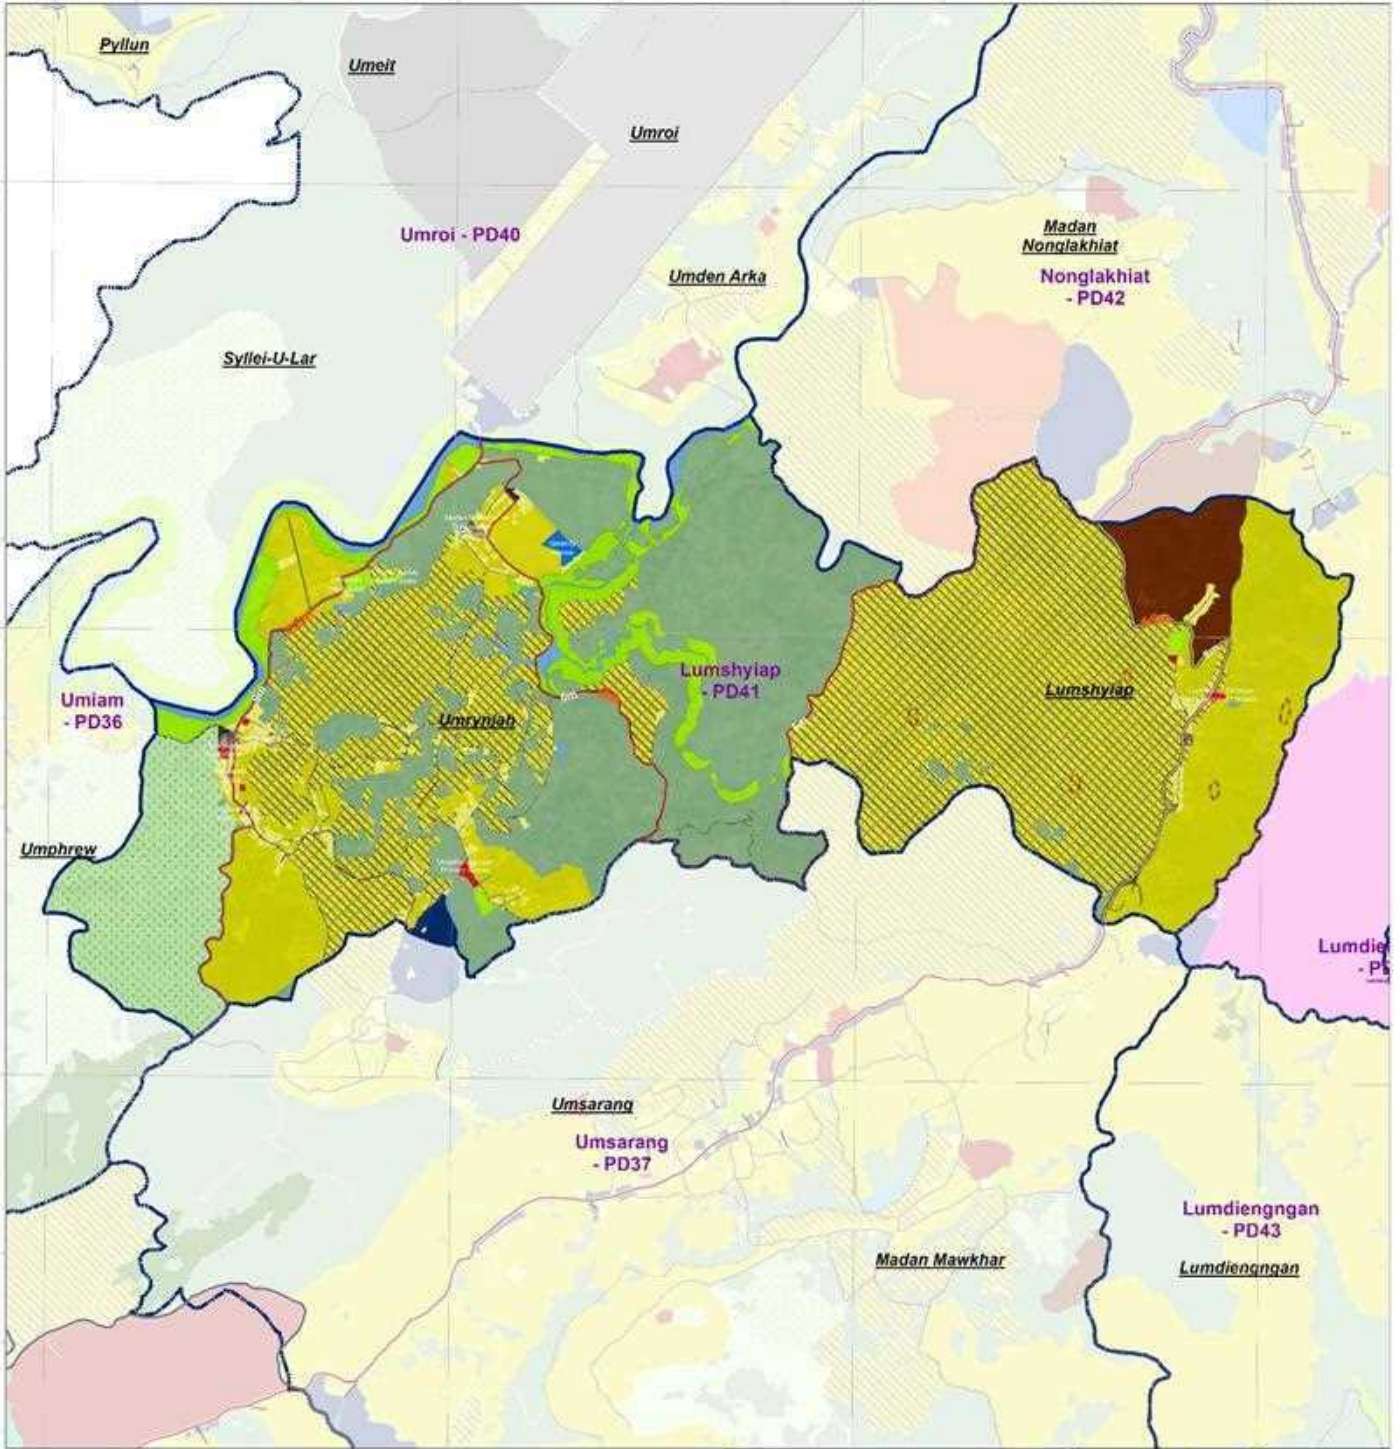 Pyllun
Umeit
Umroi
Umroi - PD40
Madan
Nonglakhiat
Nonglakhiat
- PD42
Umden Arka
Syllei-U-Lar
Lumshyiap
- PD41
Umiam
- PD36
Umrynjah
Lumshyiap
Umphrew
Umsarang
Umsarang
- PD37
Madan Mawkhar
Lumdiengngan
- PD43
Lumdiengngan